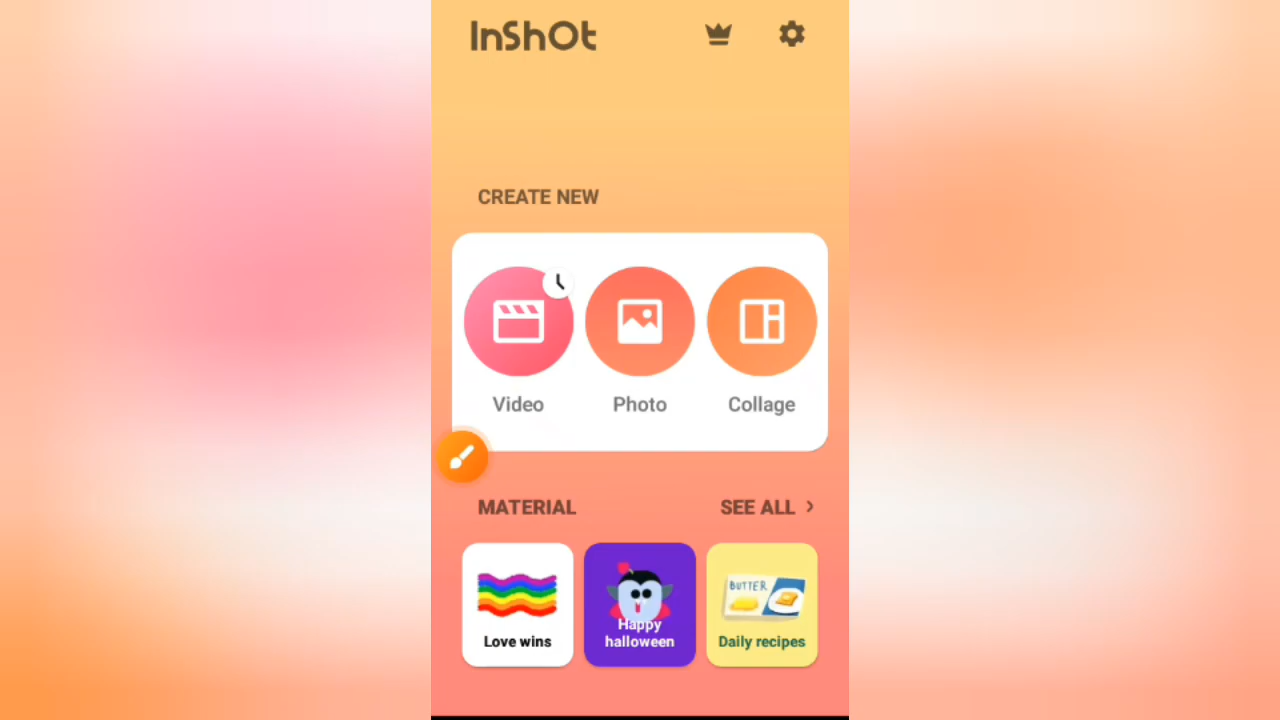 InShOt
CREATE NEW
Video
Photo
Collage
MATERIAL
SEE ALL >
Love wins
Happy
halloween
BUTTER
Daily recipes